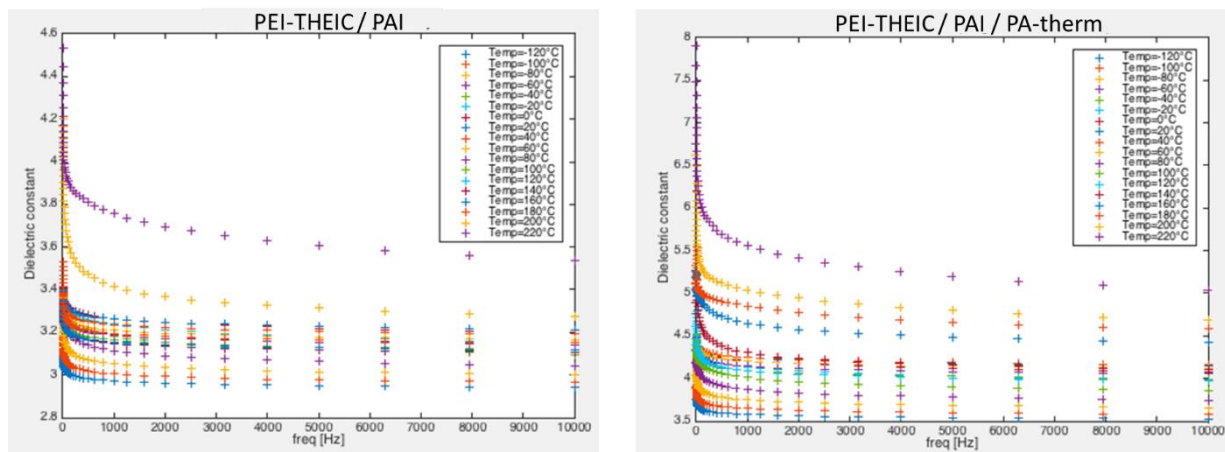 PEI-THEIC / PAI
4.6
4.4
4.2
4
3.8
3.6
3.4
3.2
3
2.8
Dielectric constant
0
1000
2000
3000
4000
5000
6000
7000
8000
9000
10000
freq [Hz]
Temp=-120°C
Temp=-100°C
Temp=-80°C
Temp=-60°C
Temp=-40°C
Temp=-20°C
Temp=0°C
Temp=20°C
Temp=40°C
Temp=60°C
Temp=80°C
Temp=100°C
Temp=120°C
Temp=140°C
Temp=160°C
Temp=180°C
Temp=200°C
Temp=220°C
PEI-THEIC / PAI / PA-therm
8
7.5
7
6.5
6
5.5
5
4.5
4
3.5
Dielectric constant
0
1000
2000
3000
4000
5000
6000
7000
8000
9000
10000
freq [Hz]
Temp=-120°C
Temp=-100°C
Temp=-80°C
Temp=-60°C
Temp=-40°C
Temp=-20°C
Temp=0°C
Temp=20°C
Temp=40°C
Temp=60°C
Temp=80°C
Temp=100°C
Temp=120°C
Temp=140°C
Temp=160°C
Temp=180°C
Temp=200°C
Temp=220°C